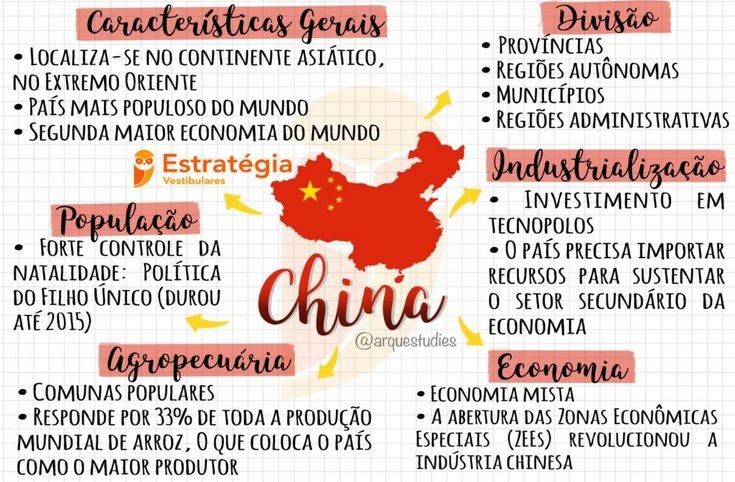 Características Gerais
• LOCALIZA-SE NO CONTINENTE ASIÁTICO,
NO EXTREMO ORIENTE
• PAÍS MAIS POPULOSO DO MUNDO
• SEGUNDA MAIOR ECONOMIA DO MUNDO
Divisão
• PROVÍNCIAS
• REGIÕES AUTÔNOMAS
• MUNICÍPIOS
• REGIÕES ADMINISTRATIVAS
Estratégia
Vestibulares
População
• FORTE CONTROLE DA
NATALIDADE: POLÍTICA
DO FILHO ÚNICO (DUROU
ATÉ 2015)
Industrialização
• INVESTIMENTO EM
TECNOPOLOS
• O PAÍS PRECISA IMPORTAR
RECURSOS PARA SUSTENTAR
O SETOR SECUNDÁRIO DA
ECONOMIA
China
@arquestudies
Agropecuária
• COMUNAS POPULARES
• RESPONDE POR 33% DE TODA A PRODUÇÃO
MUNDIAL DE ARROZ, O QUE COLOCA O PAÍS
COMO O MAIOR PRODUTOR
Economia
• ECONOMIA MISTA
• A ABERTURA DAS ZONAS ECONÔMICAS
ESPECIAIS (ZEES) REVOLUCIONOU A
INDÚSTRIA CHINESA